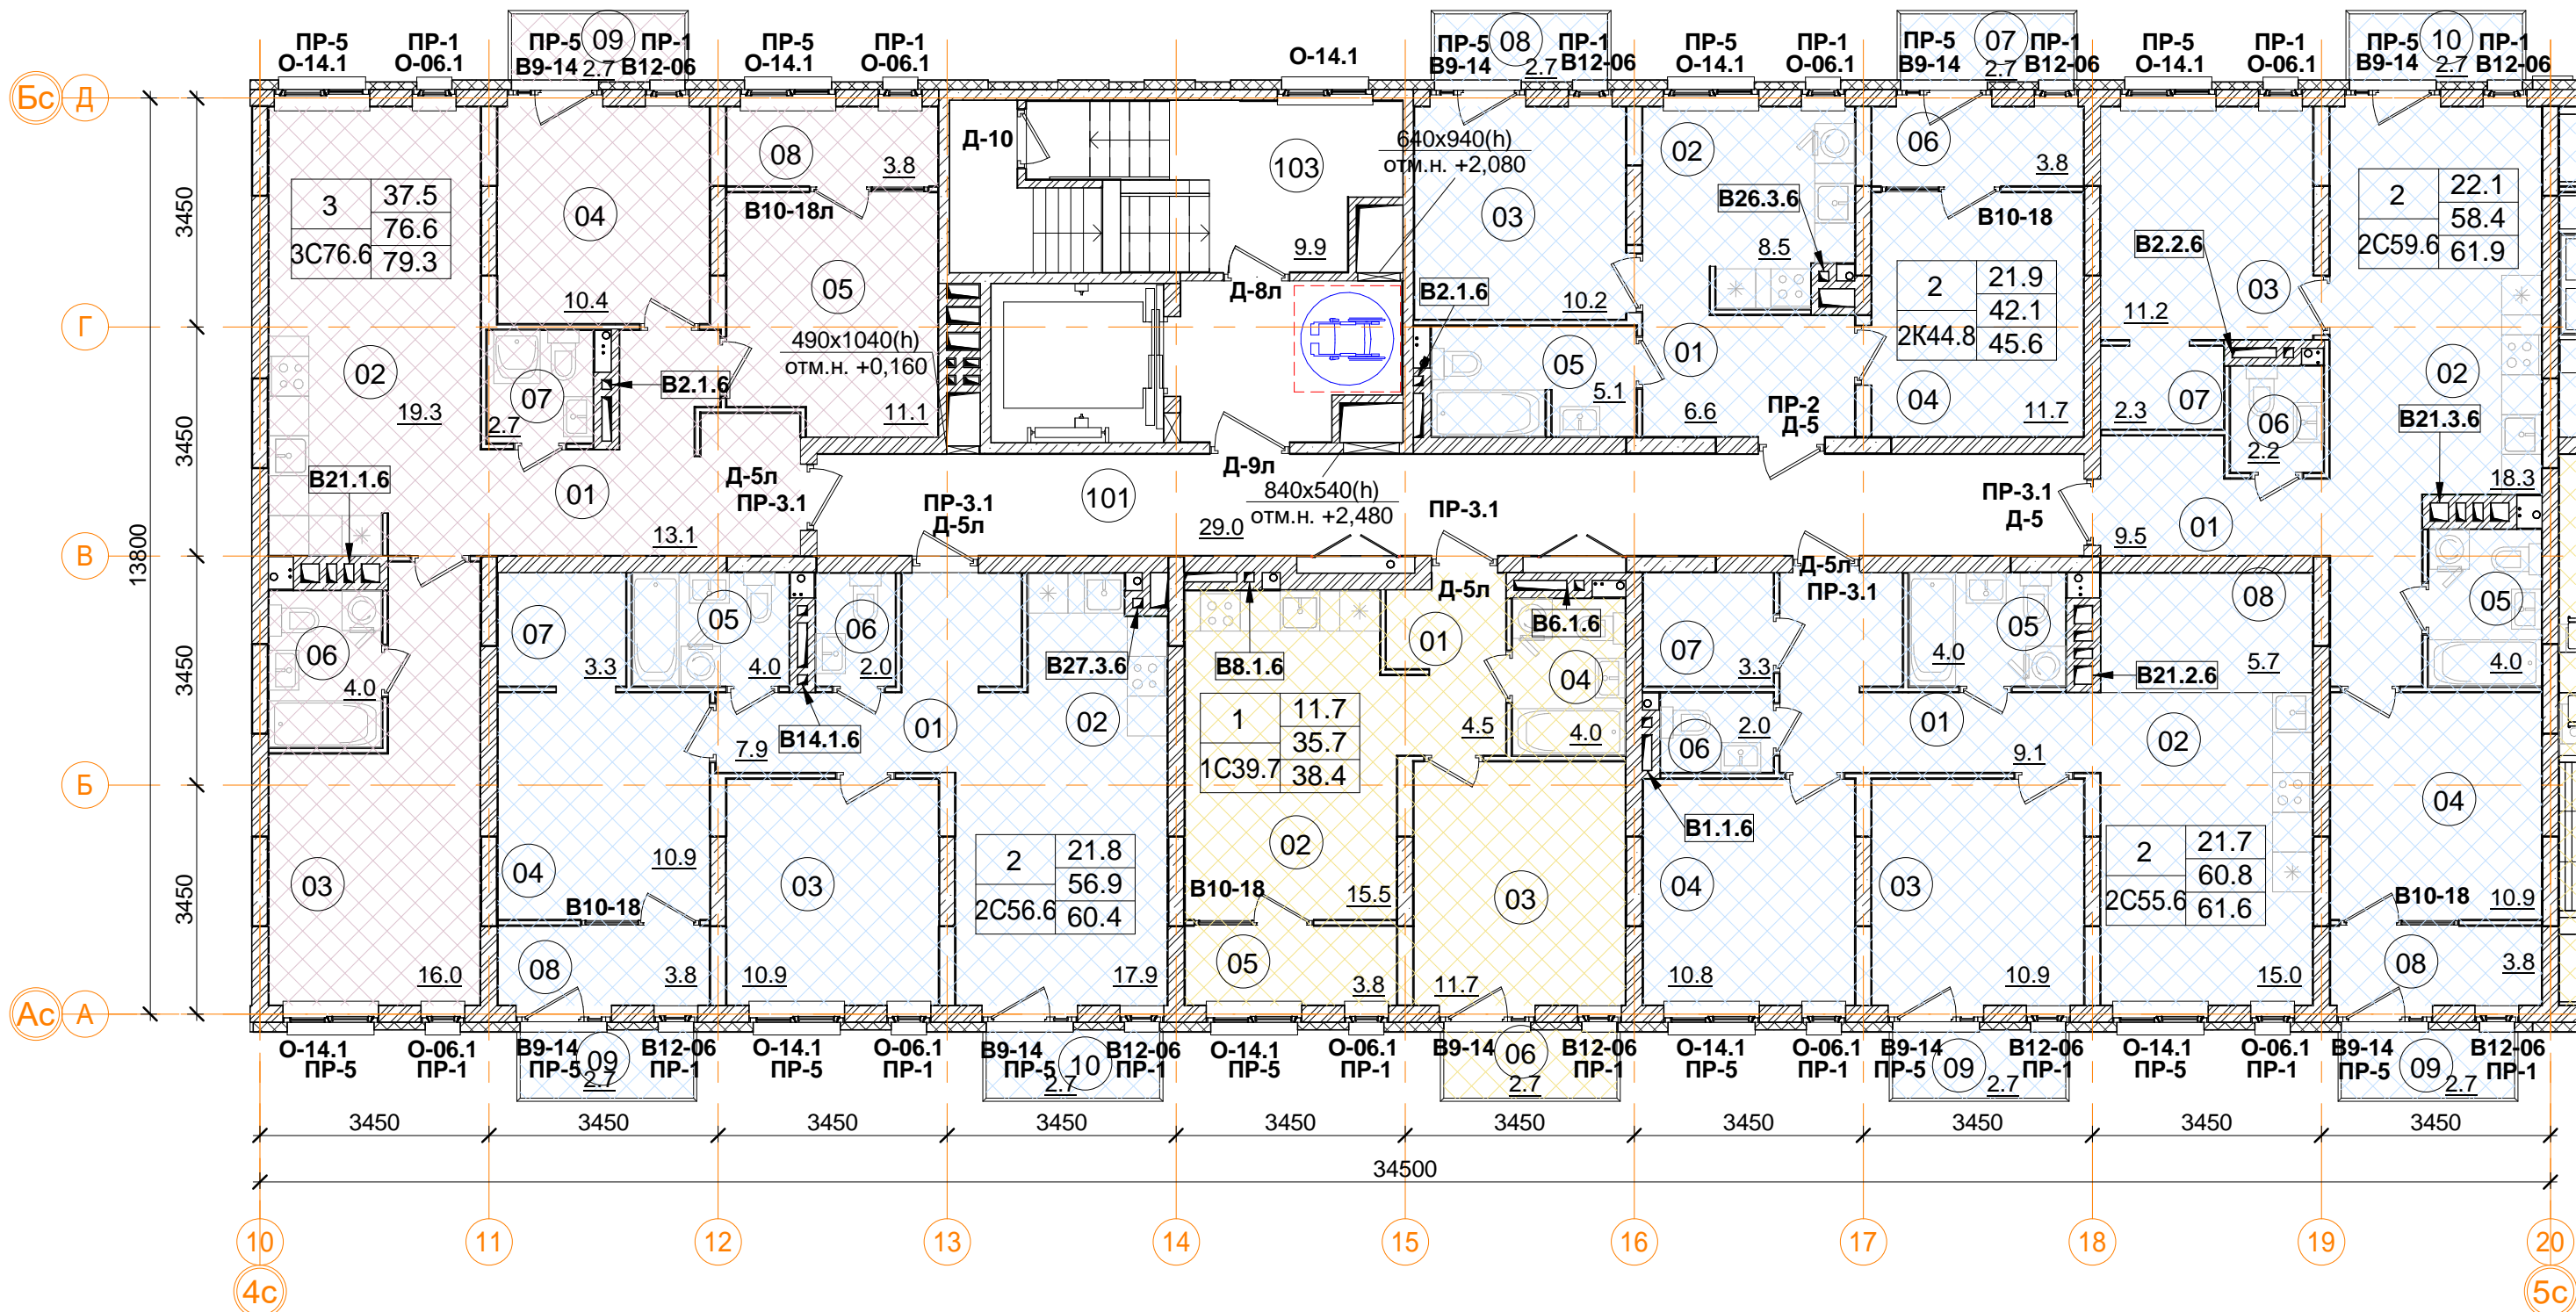 ПР-5 ПР-1 ПР-5 09 ПР-1 ПР-5 ПР-1 ПР-5 08 ПР-1 ПР-5 ПР-1 ПР-5 07 ПР-1 ПР-5 ПР-1 ПР-5 10 ПР-1
О-14.1 О-06.1 В9-14 2.7 В12-06 О-14.1 О-06.1 О-14.1 В9-14 2.7 В12-06 О-14.1 О-06.1 В9-14 2.7 В12-06 О-14.1 О-06.1 В9-14 2.7 В12-06
Бс Д
Д-10 640х940(h)
08 3.8 103 отм.н. +2,080 02 06 3.8
3 37.5 2 22.1
76.6 58.4
3С76.6 79.3 2С59.6 61.9
04 В10-18л 03 В26.3.6 В10-18
9.9 8.5 В2.2.6
05 Д-8л В2.1.6 10.2 2 21.9 03
10.4 42.1 11.2
2К44.8 45.6
Г
490х1040(h)
отм.н. +0,160
02 07 В2.1.6 05 01 02
19.3 2.7 11.1 5.1 6.6 ПР-2 04 11.7 2.3 07 06 В21.3.6
Д-5 2.2
В21.1.6 01 Д-5л Д-9л 18.3
ПР-3.1 ПР-3.1 101 840х540(h) ПР-3.1 ПР-3.1
Д-5л 29.0 отм.н. +2,480 Д-5 01
13.1 9.5
В
Д-5л Д-5л 08
ПР-3.1
06 07 05 06 01 В6.1.6 07 05 05
4.0 3.3 4.0 2.0 В27.3.6 В8.1.6 04 3.3 4.0 В21.2.6 5.7 4.0
1 11.7
35.7
1С39.7 38.4
7.9 В14.1.6 01 02 4.5 4.0 06 2.0 01 02
9.1
Б
04 В1.1.6 04
03 04 10.9 03 2 21.8 02 03 04 03 2 21.7
56.9 60.8
2С56.6 60.4 2С55.6 61.6
В10-18 В10-18 15.5 В10-18 10.9
16.0 08 3.8 10.9 17.9 05 3.8 11.7 10.8 10.9 15.0 08 3.8
Ас А
О-14.1 О-06.1 В9-14 09 В12-06 О-14.1 О-06.1 В9-14 10 В12-06 О-14.1 О-06.1 В9-14 06 В12-06 О-14.1 О-06.1 В9-14 09 В12-06 О-14.1 О-06.1 В9-14 09 В12-06
ПР-5 ПР-1 ПР-5 2.7 ПР-1 ПР-5 ПР-1 ПР-5 2.7 ПР-1 ПР-5 ПР-1 2.7 ПР-1 ПР-5 ПР-1 ПР-5 2.7 ПР-1 ПР-5 ПР-1 ПР-5 2.7 ПР-1
3450
3450
3450
3450
13800
3450 3450 3450 3450 3450 3450 3450 3450 3450 3450
34500
10 11 12 13 14 15 16 17 18 19 20
4с 5с